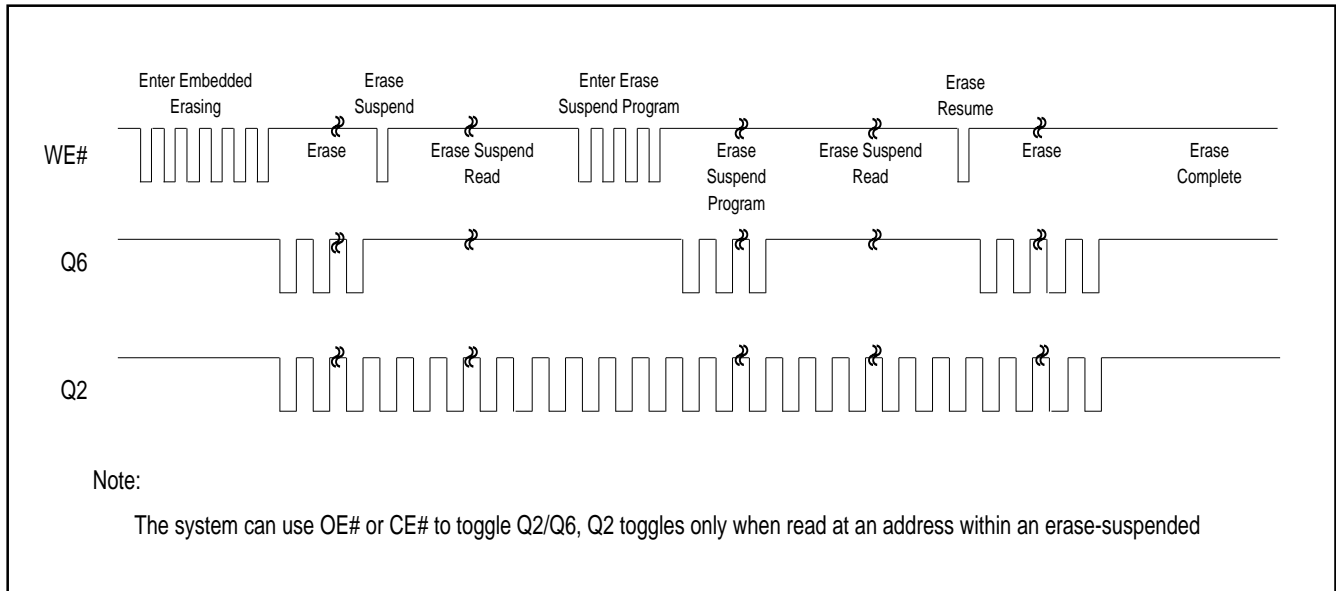 Enter Embedded
Erasing
Erase
Suspend
Enter Erase
Suspend Program
Erase
Resume
WE#
Erase
Erase Suspend
Read
Erase
Suspend
Program
Erase Suspend
Read
Erase
Erase
Complete
Q6
Q2
Note:
The system can use OE# or CE# to toggle Q2/Q6, Q2 toggles only when read at an address within an erase-suspended